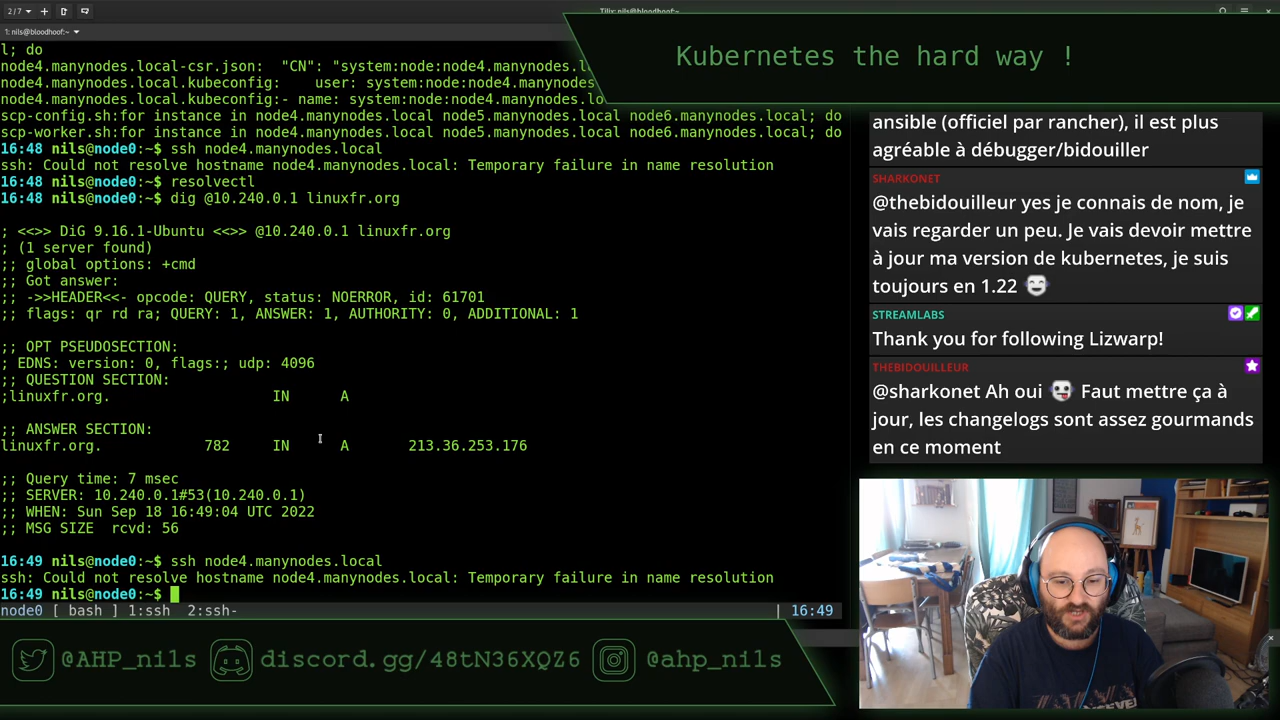 2/7
Tilix: nils@bloodhoof:~
1: nils@bloodhoof:~
Kubernetes the hard way !
l; do
node4.manynodes.local-csr.json:  "CN": "system:node:node4.manynodes.l
node4.manynodes.local.kubeconfig:    user: system:node:node4.manynodes
node4.manynodes.local.kubeconfig:- name: system:node:node4.manynodes.lo
scp-config.sh:for instance in node4.manynodes.local node5.manynodes.local node6.manynodes.local; do
scp-worker.sh:for instance in node4.manynodes.local node5.manynodes.local node6.manynodes.local; do
16:48 nils@node0:~$ ssh node4.manynodes.local
ssh: Could not resolve hostname node4.manynodes.local: Temporary failure in name resolution
16:48 nils@node0:~$ resolvectl
16:48 nils@node0:~$ dig @10.240.0.1 linuxfr.org
; <<>> DiG 9.16.1-Ubuntu <<>> @10.240.0.1 linuxfr.org
; (1 server found)
;; global options: +cmd
;; Got answer:
;; ->>HEADER<<- opcode: QUERY, status: NOERROR, id: 61701
;; flags: qr rd ra; QUERY: 1, ANSWER: 1, AUTHORITY: 0, ADDITIONAL: 1
;; OPT PSEUDOSECTION:
; EDNS: version: 0, flags:; udp: 4096
;; QUESTION SECTION:
;linuxfr.org. IN A
;; ANSWER SECTION:
linuxfr.org. 782 IN A 213.36.253.176
;; Query time: 7 msec
;; SERVER: 10.240.0.1#53(10.240.0.1)
;; WHEN: Sun Sep 18 16:49:04 UTC 2022
;; MSG SIZE  rcvd: 56
16:49 nils@node0:~$ ssh node4.manynodes.local
ssh: Could not resolve hostname node4.manynodes.local: Temporary failure in name resolution
16:49 nils@node0:~$
node0 [ bash ] 1:ssh  2:ssh- | 16:49
ansible (officiel par rancher), il est plus
agréable à débugger/bidouiller
SHARKONET
@thebidouilleur yes je connais de nom, je
vais regarder un peu. Je vais devoir mettre
à jour ma version de kubernetes, je suis
toujours en 1.22
STREAMLABS
Thank you for following Lizwarp!
THEBIDOUILLEUR
@sharkonet Ah oui Faut mettre ça à
jour, les changelogs sont assez gourmands
en ce moment
@AHP_nils discord.gg/48tN36XQZ6 @ahp_nils